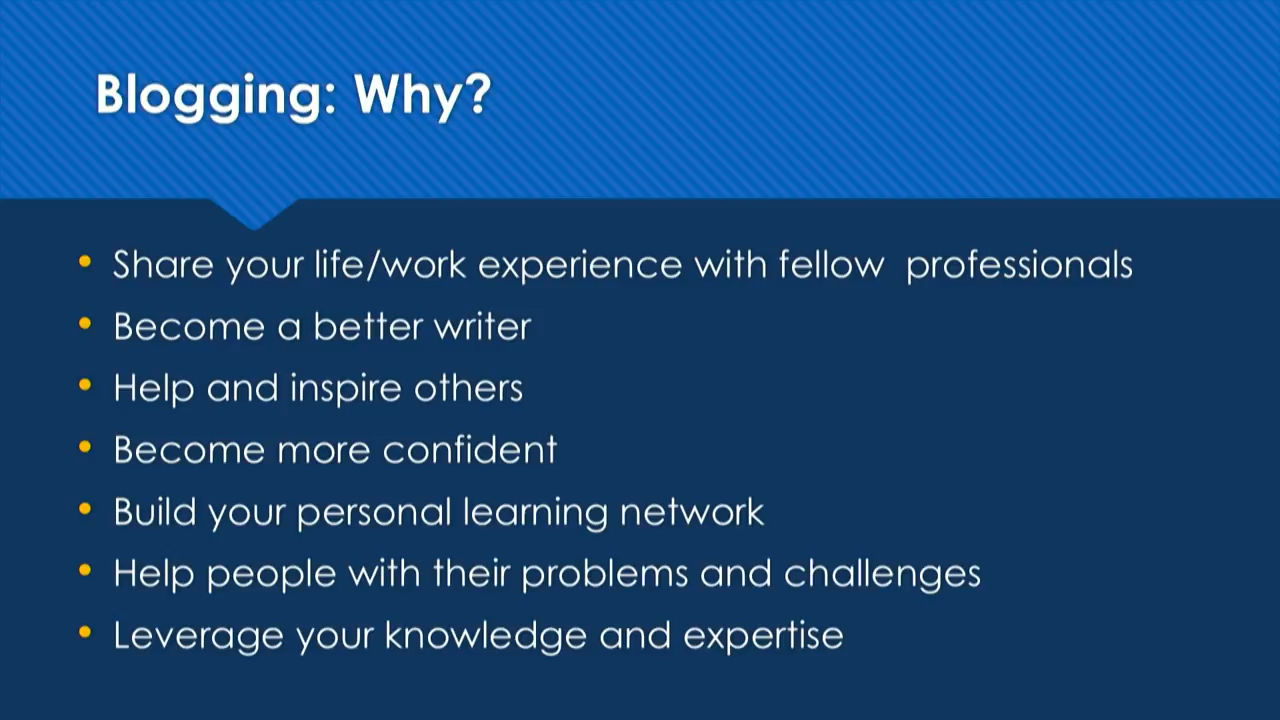 Blogging: Why?
• Share your life/work experience with fellow  professionals
• Become a better writer
• Help and inspire others
• Become more confident
• Build your personal learning network
• Help people with their problems and challenges
• Leverage your knowledge and expertise